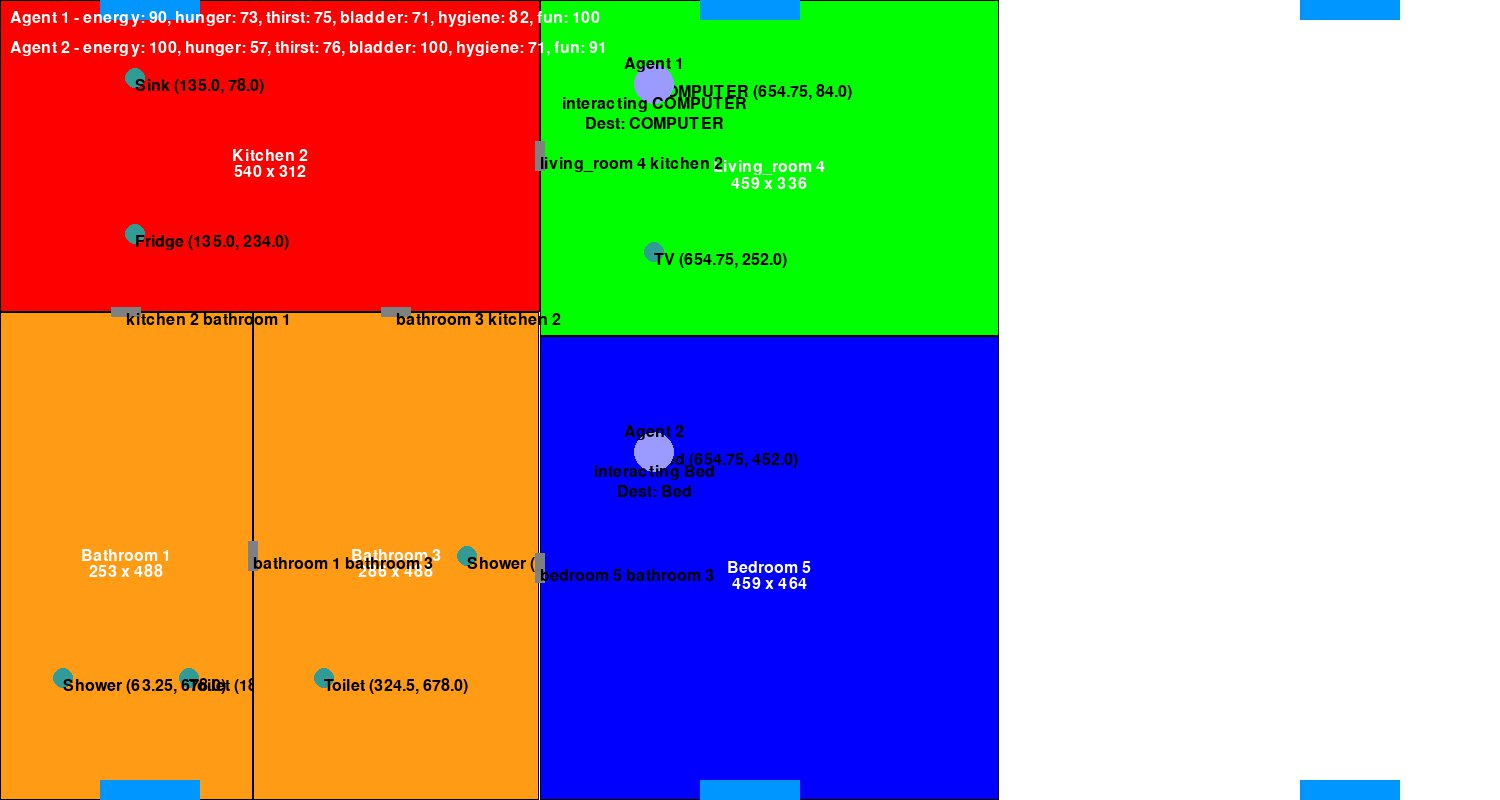 Agent 1 - energy: 90, hunger: 73, thirst: 75, bladder: 71, hygiene: 82, fun: 100
Agent 2 - energy: 100, hunger: 57, thirst: 76, bladder: 100, hygiene: 71, fun: 91
Agent 1
Sink (135.0, 78.0)
COMPUTER (654.75, 84.0)
interacting COMPUTER
Dest: COMPUTER
Kitchen 2
540 x 312
living_room 4 kitchen 2
Living_room 4
459 x 336
Fridge (135.0, 234.0)
TV (654.75, 252.0)
kitchen 2 bathroom 1
bathroom 3 kitchen 2
Agent 2
Bed (654.75, 452.0)
interacting Bed
Dest: Bed
Bathroom 1
253 x 488
bathroom 1 bathroom 3
Bathroom 3
286 x 488
Shower (
bedroom 5 bathroom 3
Bedroom 5
459 x 464
Shower (63.25, 678.0)
Toilet (18
Toilet (324.5, 678.0)